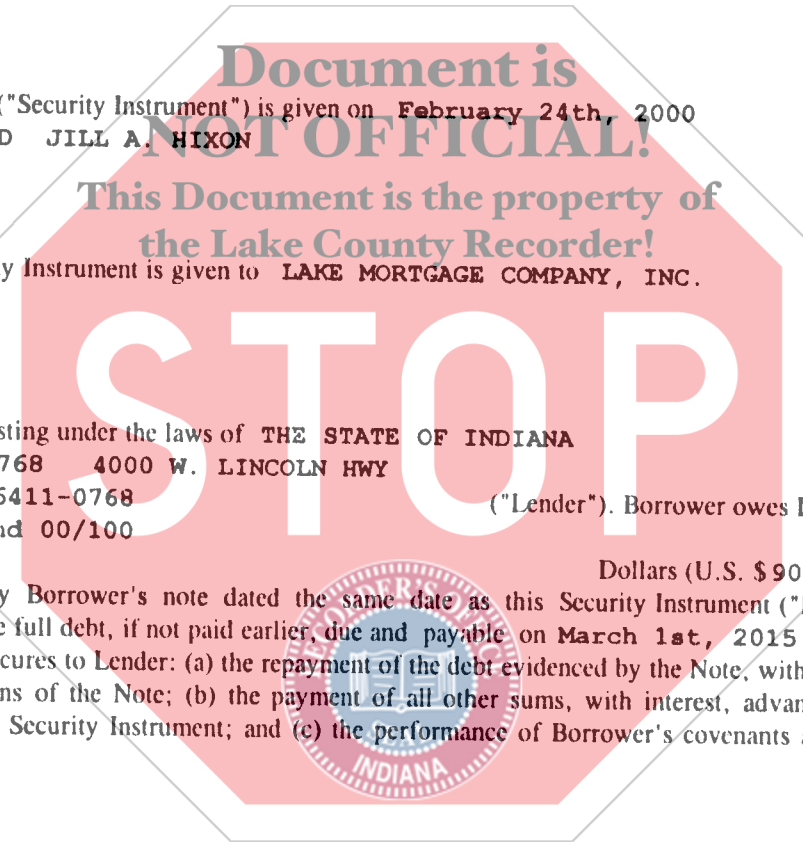 Document is
("Security Instrument") is given on February 24th, 2000
D JILL A. HIXON
NOT OFFICIAL!
This Document is the property of
the Lake County Recorder!
y Instrument is given to LAKE MORTGAGE COMPANY, INC.
STOP
sting under the laws of THE STATE OF INDIANA
768 4000 W. LINCOLN HWY
6411-0768
("Lender"). Borrower owes
nd 00/100
Dollars (U.S. $ 90
y Borrower's note dated the same date as this Security Instrument ("
e full debt, if not paid earlier, due and payable on March 1st, 2015
cures to Lender: (a) the repayment of the debt evidenced by the Note, with
ns of the Note; (b) the payment of all other sums, with interest, advan
Security Instrument; and (c) the performance of Borrower's covenants
RECORDER'S
INDIANA